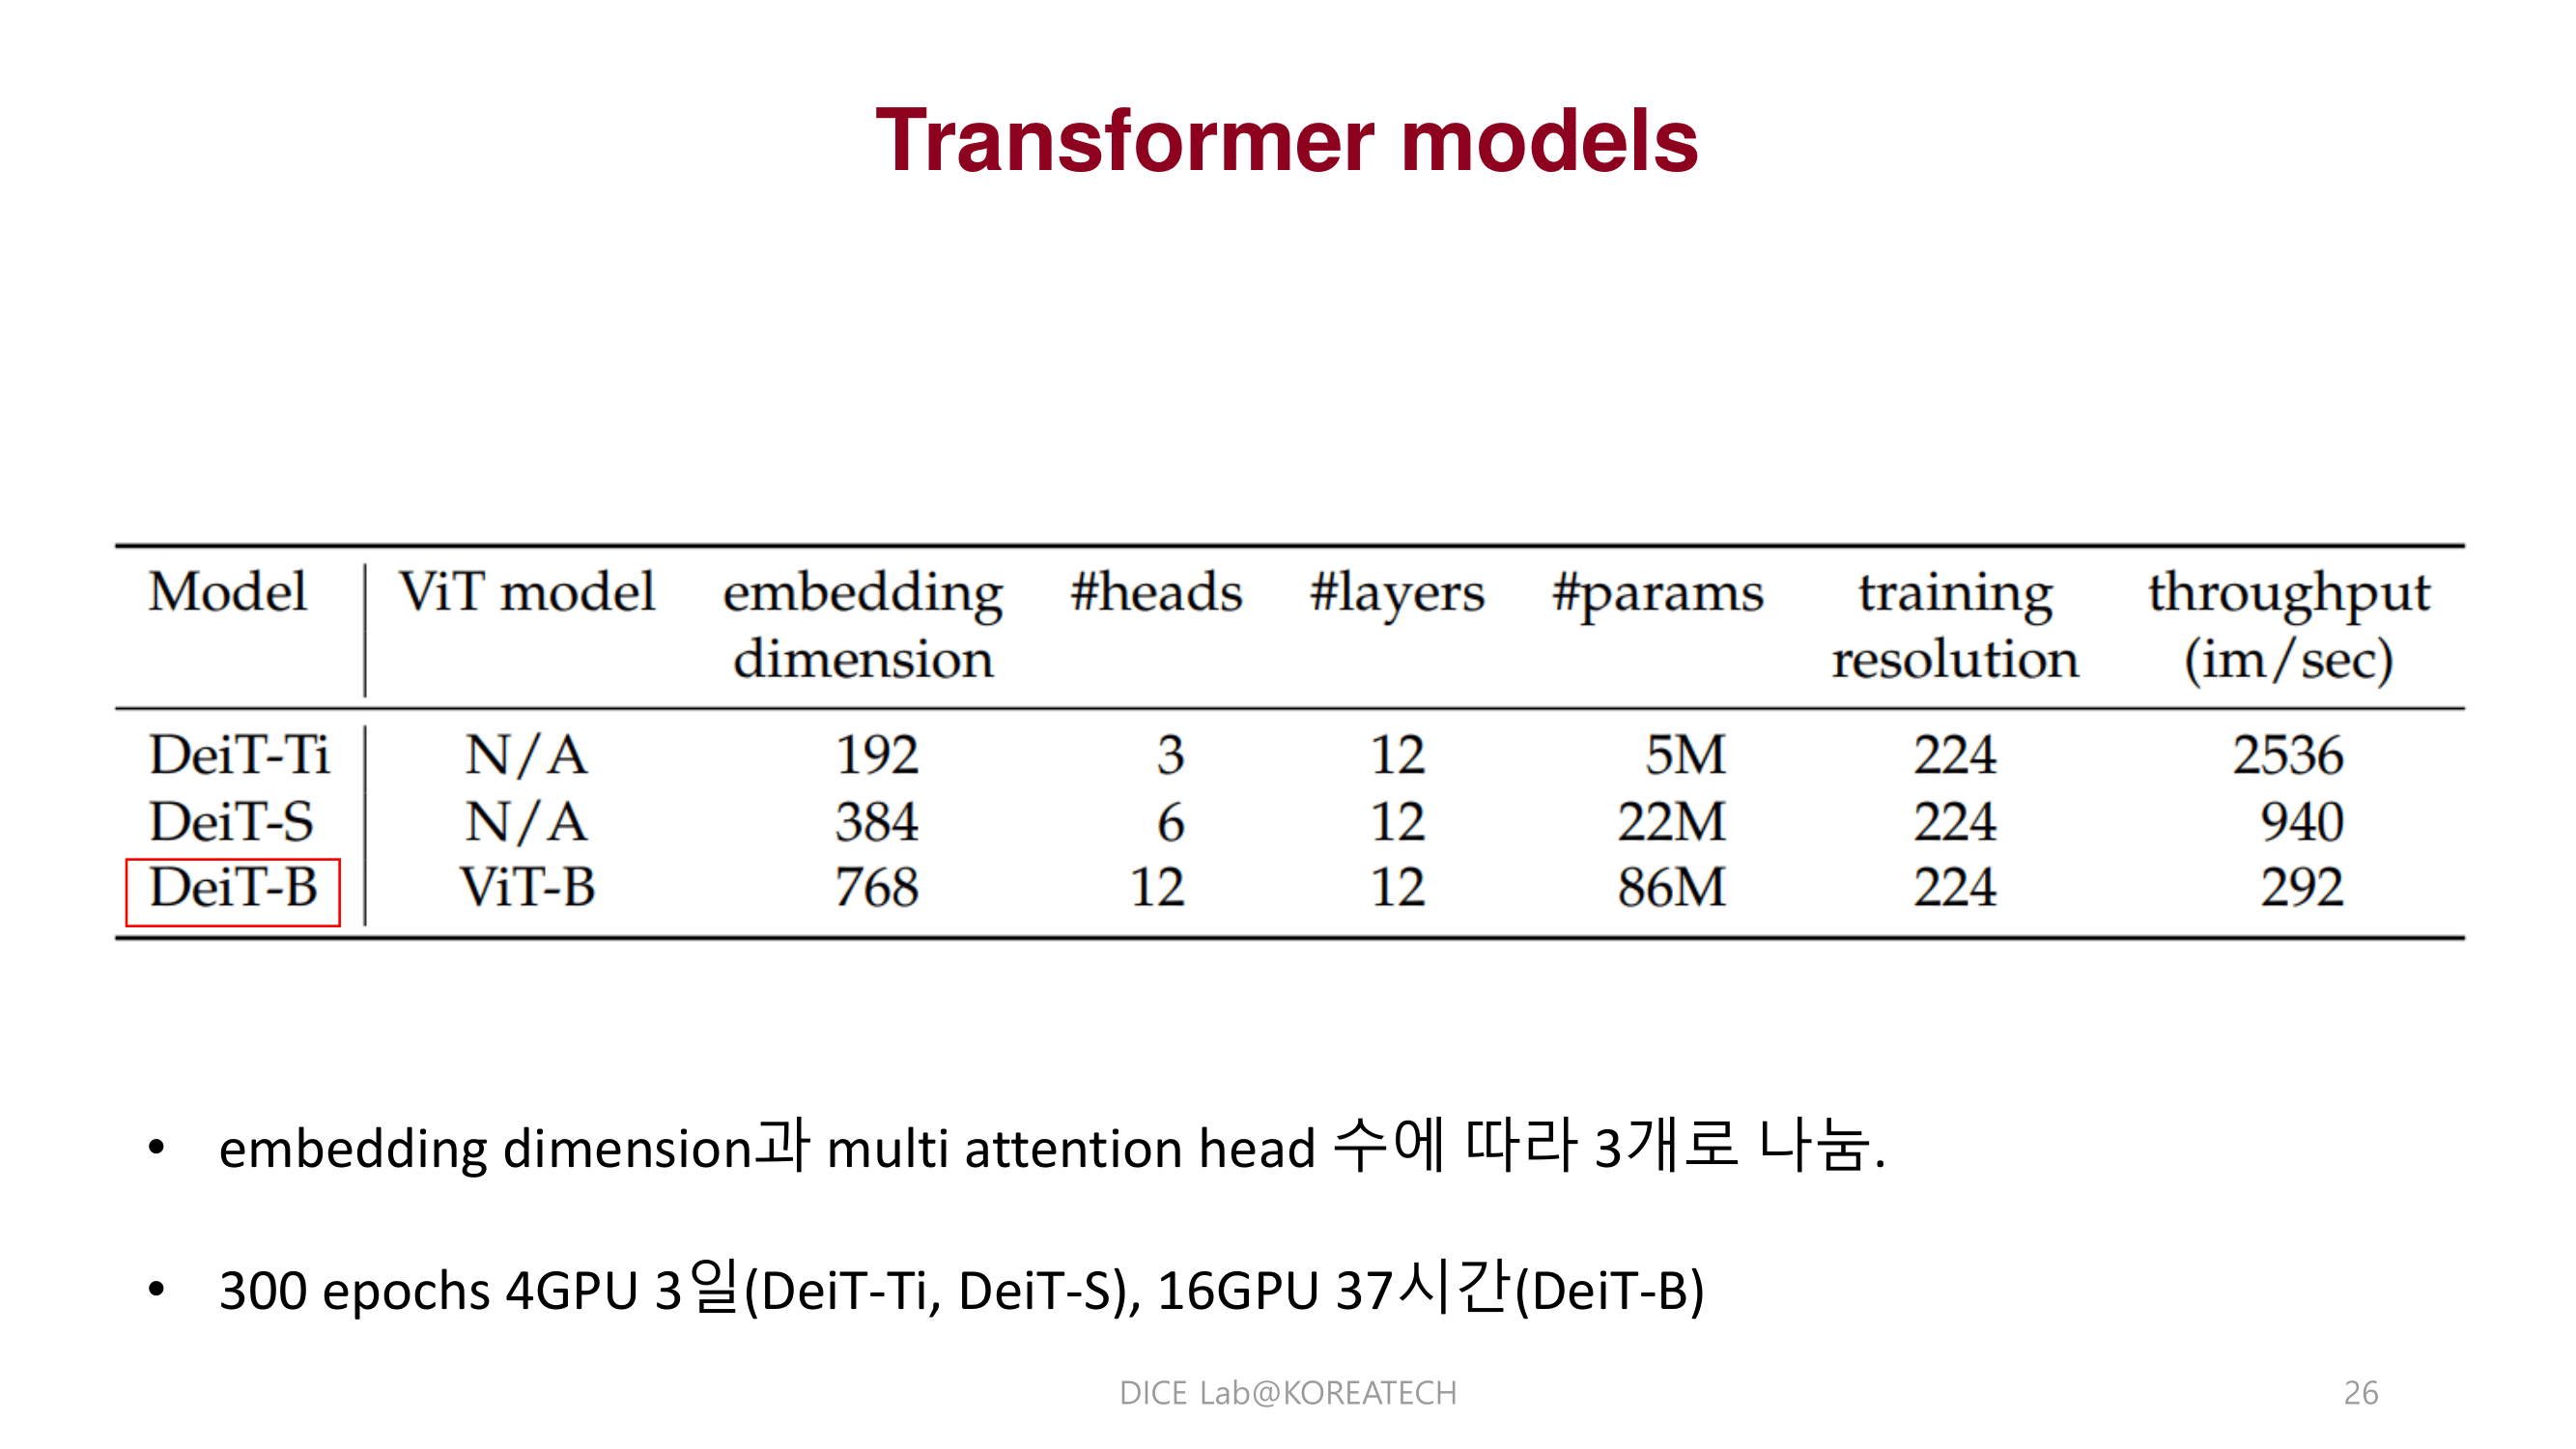 Transformer models
Model ViT model embedding dimension #heads #layers #params training resolution throughput (im/sec)
DeiT-Ti N/A 192 3 12 5M 224 2536
DeiT-S N/A 384 6 12 22M 224 940
DeiT-B ViT-B 768 12 12 86M 224 292
• embedding dimension과 multi attention head 수에 따라 3개로 나눔.
• 300 epochs 4GPU 3일(DeiT-Ti, DeiT-S), 16GPU 37시간(DeiT-B)
DICE Lab@KOREATECH 26